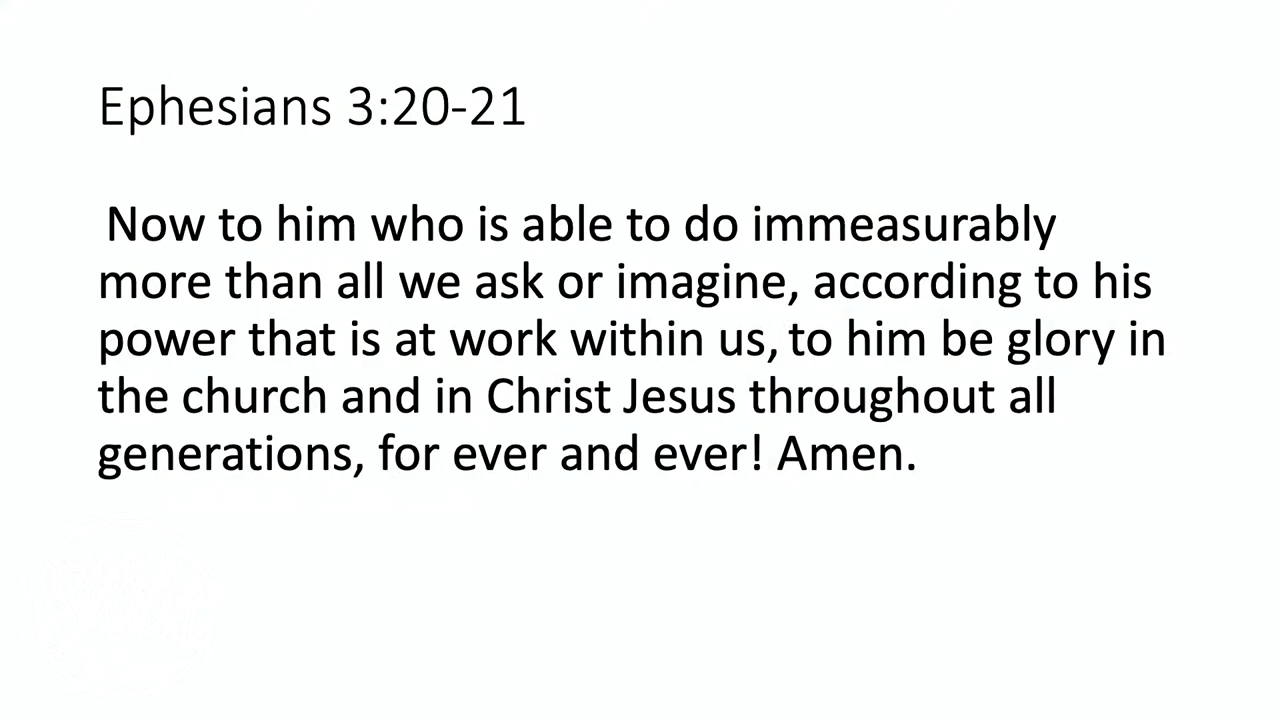 Ephesians 3:20-21
Now to him who is able to do immeasurably
more than all we ask or imagine, according to his
power that is at work within us, to him be glory in
the church and in Christ Jesus throughout all
generations, for ever and ever! Amen.